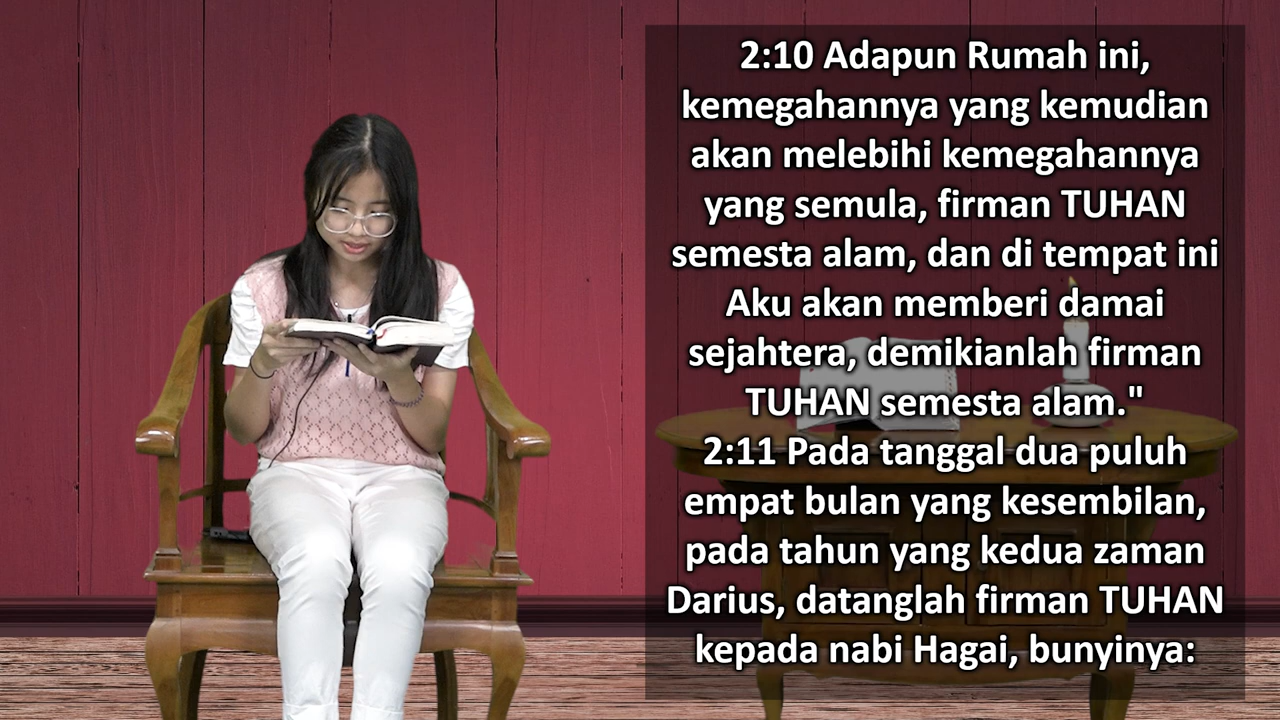 2:10 Adapun Rumah ini,
kemegahannya yang kemudian
akan melebihi kemegahannya
yang semula, firman TUHAN
semesta alam, dan di tempat ini
Aku akan memberi damai
sejahtera, demikianlah firman
TUHAN semesta alam."
2:11 Pada tanggal dua puluh
empat bulan yang kesembilan,
pada tahun yang kedua zaman
Darius, datanglah firman TUHAN
kepada nabi Hagai, bunyinya: